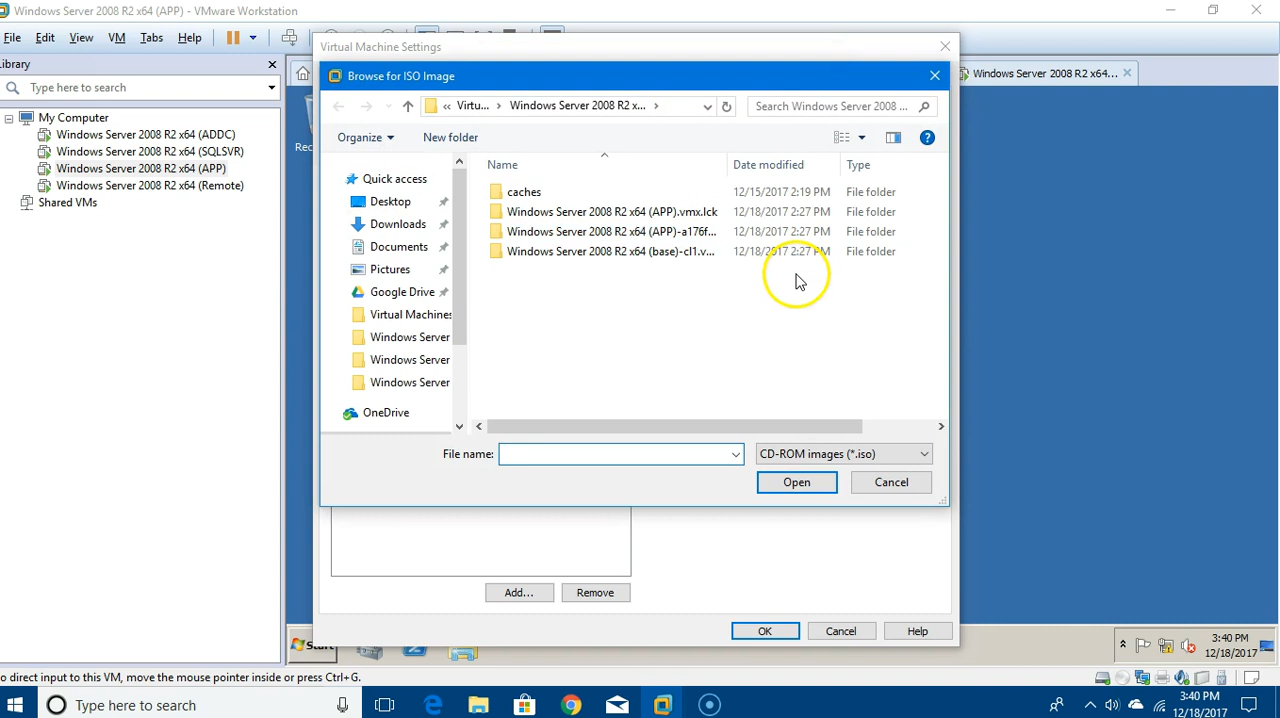 Windows Server 2008 R2 x64 (APP) - VMware Workstation
File Edit View VM Tabs Help
Library
Type here to search
My Computer
Windows Server 2008 R2 x64 (ADDC)
Windows Server 2008 R2 x64 (SQLSVR)
Windows Server 2008 R2 x64 (APP)
Windows Server 2008 R2 x64 (Remote)
Shared VMs
Windows Server 2008 R2 x64...
Rec
Virtual Machine Settings
Browse for ISO Image
« Virtu... > Windows Server 2008 R2 x... >
Search Windows Server 2008 ...
Organize New folder
Name Date modified Type
caches 12/15/2017 2:19 PM File folder
Windows Server 2008 R2 x64 (APP).vmx.lck 12/18/2017 2:27 PM File folder
Windows Server 2008 R2 x64 (APP)-a176f... 12/18/2017 2:27 PM File folder
Windows Server 2008 R2 x64 (base)-cl1.v... 12/18/2017 2:27 PM File folder
Quick access
Desktop
Downloads
Documents
Pictures
Google Drive
Virtual Machines
Windows Server
Windows Server
Windows Server
OneDrive
File name: CD-ROM images (*.iso)
Open Cancel
Add... Remove
OK Cancel Help
Start
3:40 PM
12/18/2017
o direct input to this VM, move the mouse pointer inside or press Ctrl+G.
Type here to search
3:40 PM
12/18/2017